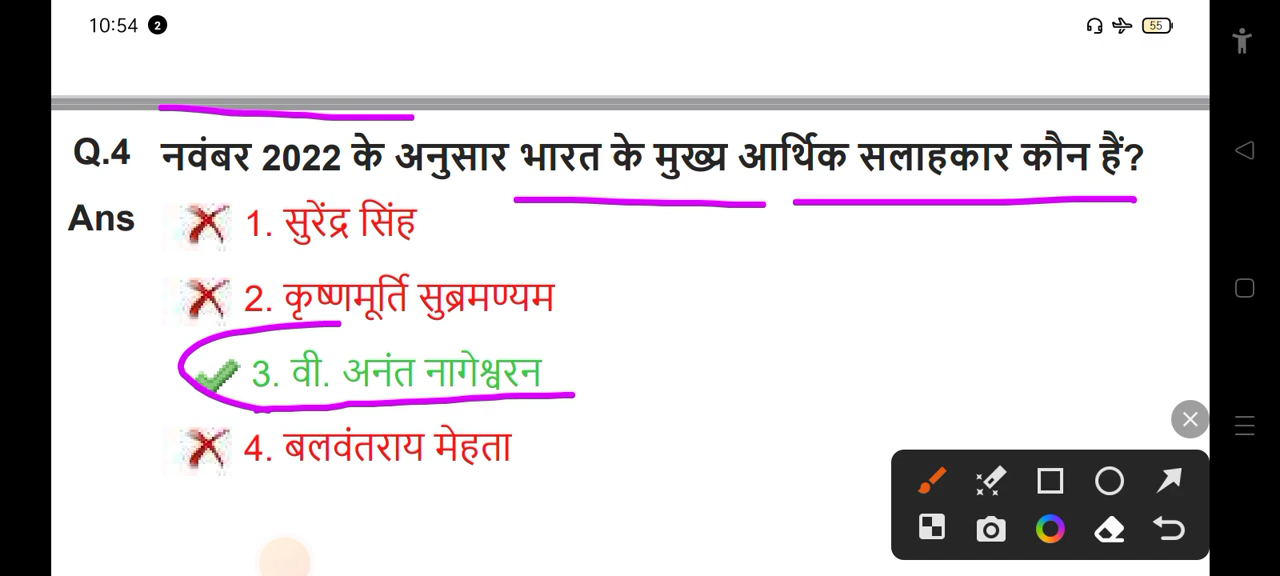 10:54 2 55
Q.4 नवंबर 2022 के अनुसार भारत के मुख्य आर्थिक सलाहकार कौन हैं?
Ans 1. सुरेंद्र सिंह
2. कृष्णमूर्ति सुब्रमण्यम
3. वी. अनंत नागेश्वरन
4. बलवंतराय मेहता